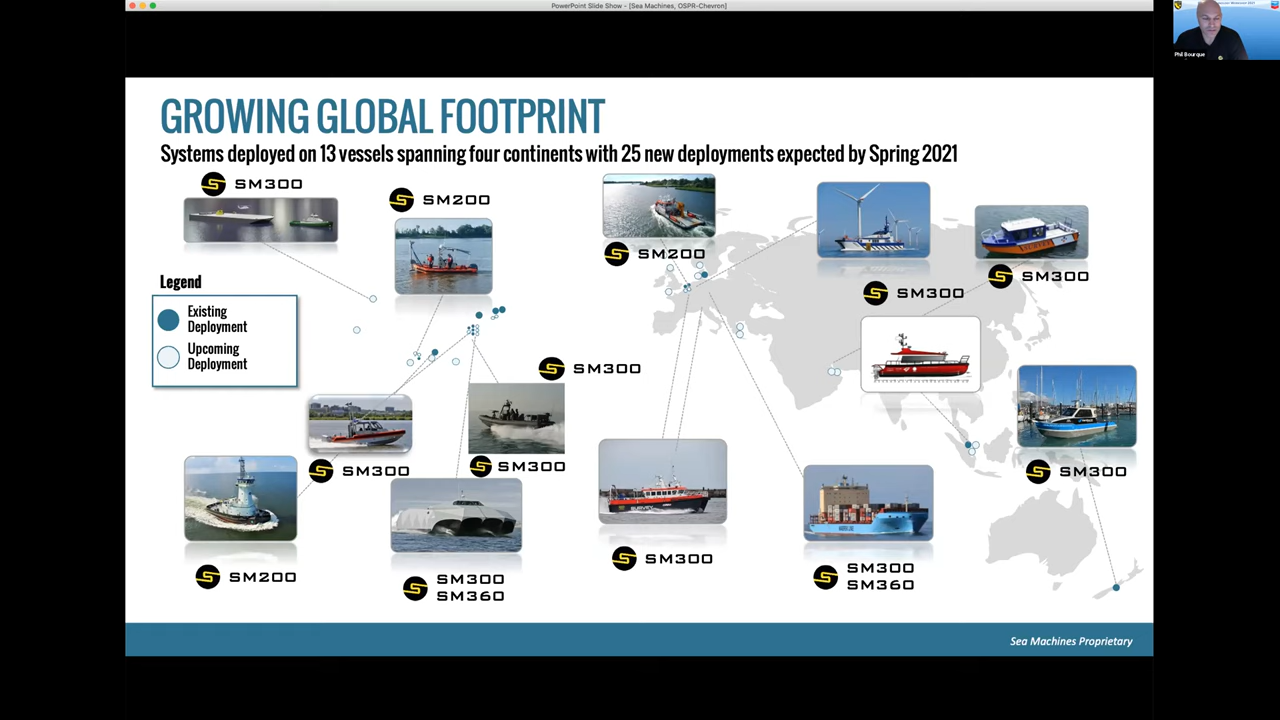 PowerPoint Slide Show - [Sea Machines, OSPR-Chevron]
Phil Bourque
GROWING GLOBAL FOOTPRINT
Systems deployed on 13 vessels spanning four continents with 25 new deployments expected by Spring 2021
SM300
SM200
SM200
SM300
SM300
Legend
Existing
Deployment
Upcoming
Deployment
SM300
SM300
SM300
SM300
SURVEY
SM200
SM300
SM360
SM300
SM300
SM360
Sea Machines Proprietary